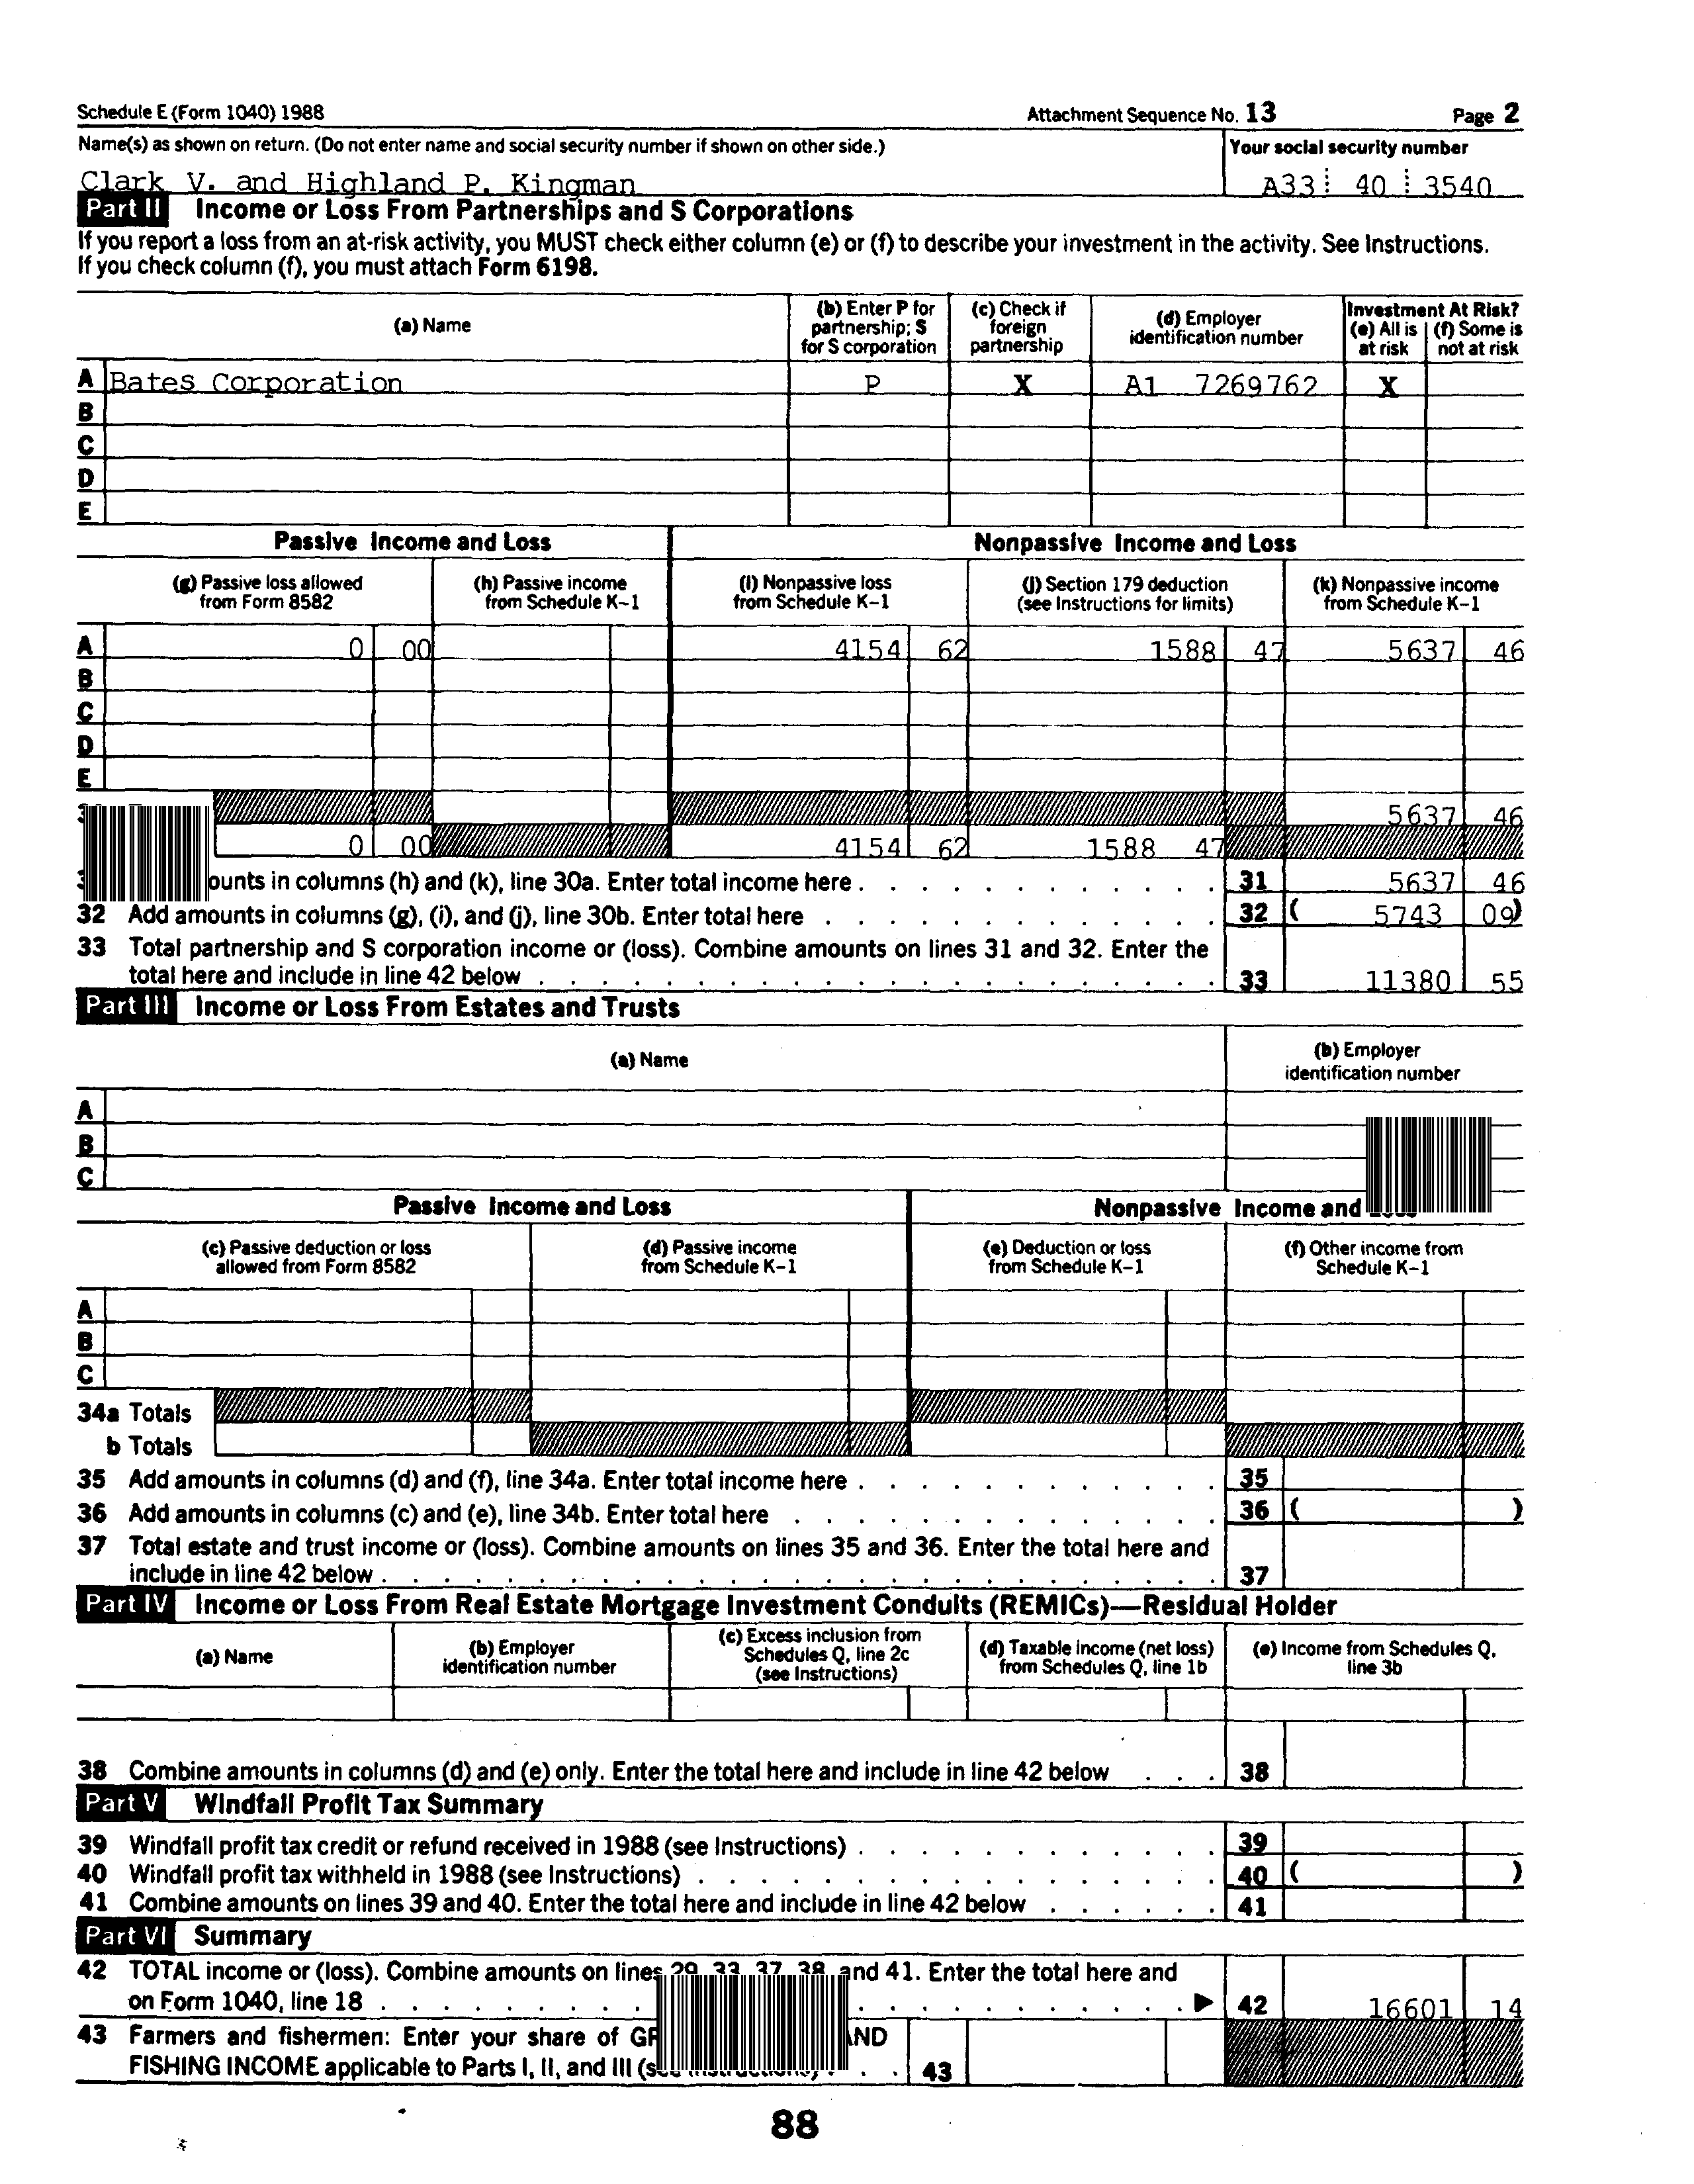 Schedule E (Form 1040) 1988 Attachment Sequence No. 13 Page 2
Name(s) as shown on return. (Do not enter name and social security number if shown on other side.) Your social security number
Clark V. and Highland P. Kingman A33 40 3540
Part II Income or Loss From Partnerships and S Corporations
If you report a loss from an at-risk activity, you MUST check either column (e) or (f) to describe your investment in the activity. See Instructions.
If you check column (f), you must attach Form 6198.
(a) Name (b) Enter P for partnership; S for S corporation (c) Check if foreign partnership (d) Employer identification number Investment At Risk? (e) All is at risk (f) Some is not at risk
A Bates Corporation P X A1 7269762 X
B
C
D
E
Passive Income and Loss Nonpassive Income and Loss
(g) Passive loss allowed from Form 8582 (h) Passive income from Schedule K-1 (i) Nonpassive loss from Schedule K-1 (j) Section 179 deduction (see Instructions for limits) (k) Nonpassive income from Schedule K-1
A 0 00 4154 62 1588 47 5637 46
B
C
D
E
5637 46
0 00 4154 62 1588 47
ounts in columns (h) and (k), line 30a. Enter total income here 31 5637 46
32 Add amounts in columns (g), (i), and (j), line 30b. Enter total here 32 ( 5743 09)
33 Total partnership and S corporation income or (loss). Combine amounts on lines 31 and 32. Enter the
total here and include in line 42 below 33 11380 55
Part III Income or Loss From Estates and Trusts
(a) Name (b) Employer identification number
A
B
C
Passive Income and Loss Nonpassive Income and
(c) Passive deduction or loss allowed from Form 8582 (d) Passive income from Schedule K-1 (e) Deduction or loss from Schedule K-1 (f) Other income from Schedule K-1
A
B
C
34a Totals
b Totals
35 Add amounts in columns (d) and (f), line 34a. Enter total income here 35
36 Add amounts in columns (c) and (e), line 34b. Enter total here 36 ( )
37 Total estate and trust income or (loss). Combine amounts on lines 35 and 36. Enter the total here and
include in line 42 below 37
Part IV Income or Loss From Real Estate Mortgage Investment Conduits (REMICs)—Residual Holder
(a) Name (b) Employer identification number (c) Excess inclusion from Schedules Q, line 2c (see Instructions) (d) Taxable income (net loss) from Schedules Q, line 1b (e) Income from Schedules Q, line 3b
38 Combine amounts in columns (d) and (e) only. Enter the total here and include in line 42 below 38
Part V Windfall Profit Tax Summary
39 Windfall profit tax credit or refund received in 1988 (see Instructions) 39
40 Windfall profit tax withheld in 1988 (see Instructions) 40 ( )
41 Combine amounts on lines 39 and 40. Enter the total here and include in line 42 below 41
Part VI Summary
42 TOTAL income or (loss). Combine amounts on lines 29, 33, 37, 38, and 41. Enter the total here and
on Form 1040, line 18 42 16601 14
43 Farmers and fishermen: Enter your share of AND
FISHING INCOME applicable to Parts I, II, and III 43
88